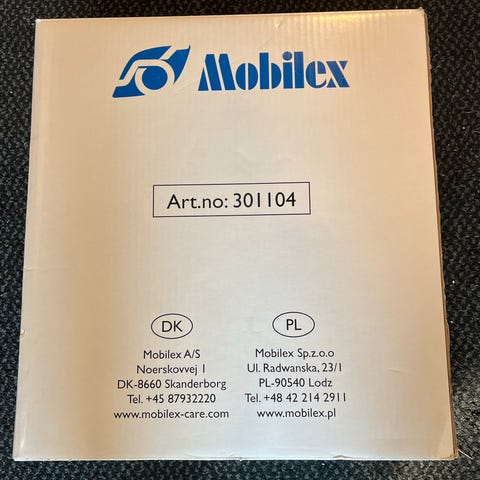 Mobilex
Art.no: 301104
DK
Mobilex A/S
Noerskovvej 1
DK-8660 Skanderborg
Tel. +45 87932220
www.mobilex-care.com
PL
Mobilex Sp.z.o.o
Ul. Radwanska, 23/1
PL-90540 Lodz
Tel. +48 42 214 2911
www.mobilex.pl